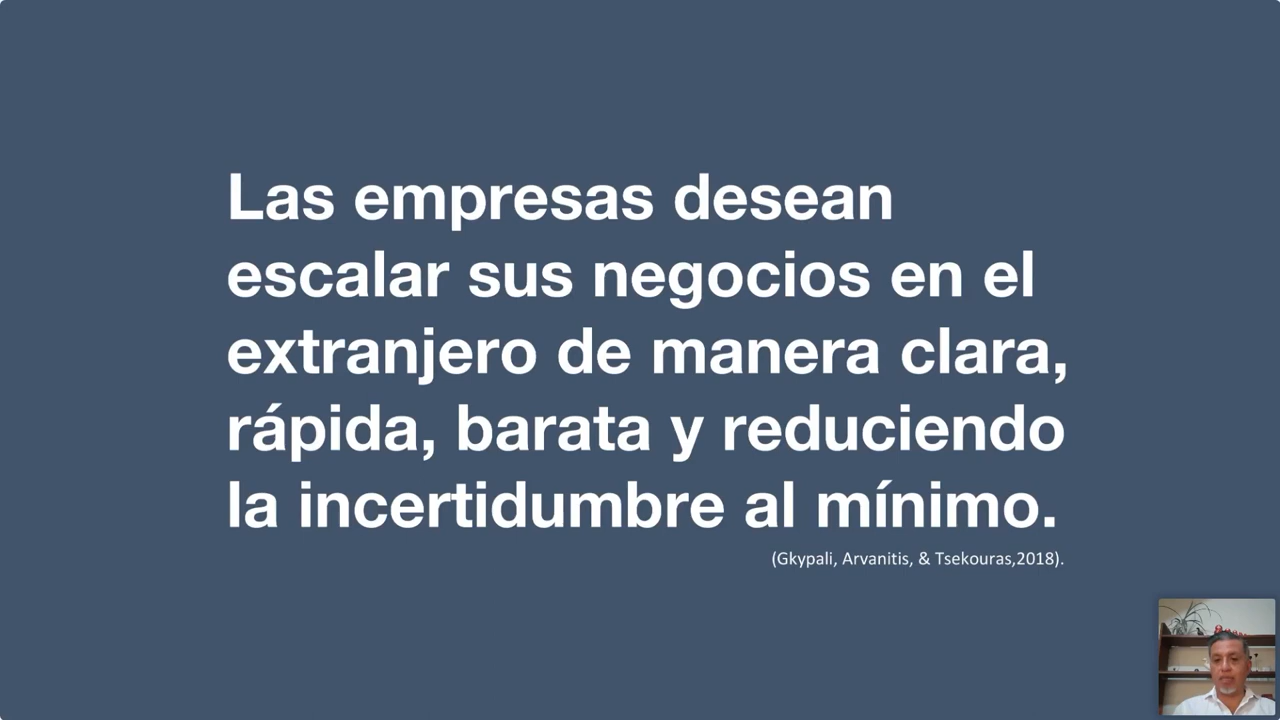 Las empresas desean
escalar sus negocios en el
extranjero de manera clara,
rápida, barata y reduciendo
la incertidumbre al mínimo.
(Gkypali, Arvanitis, & Tsekouras,2018).